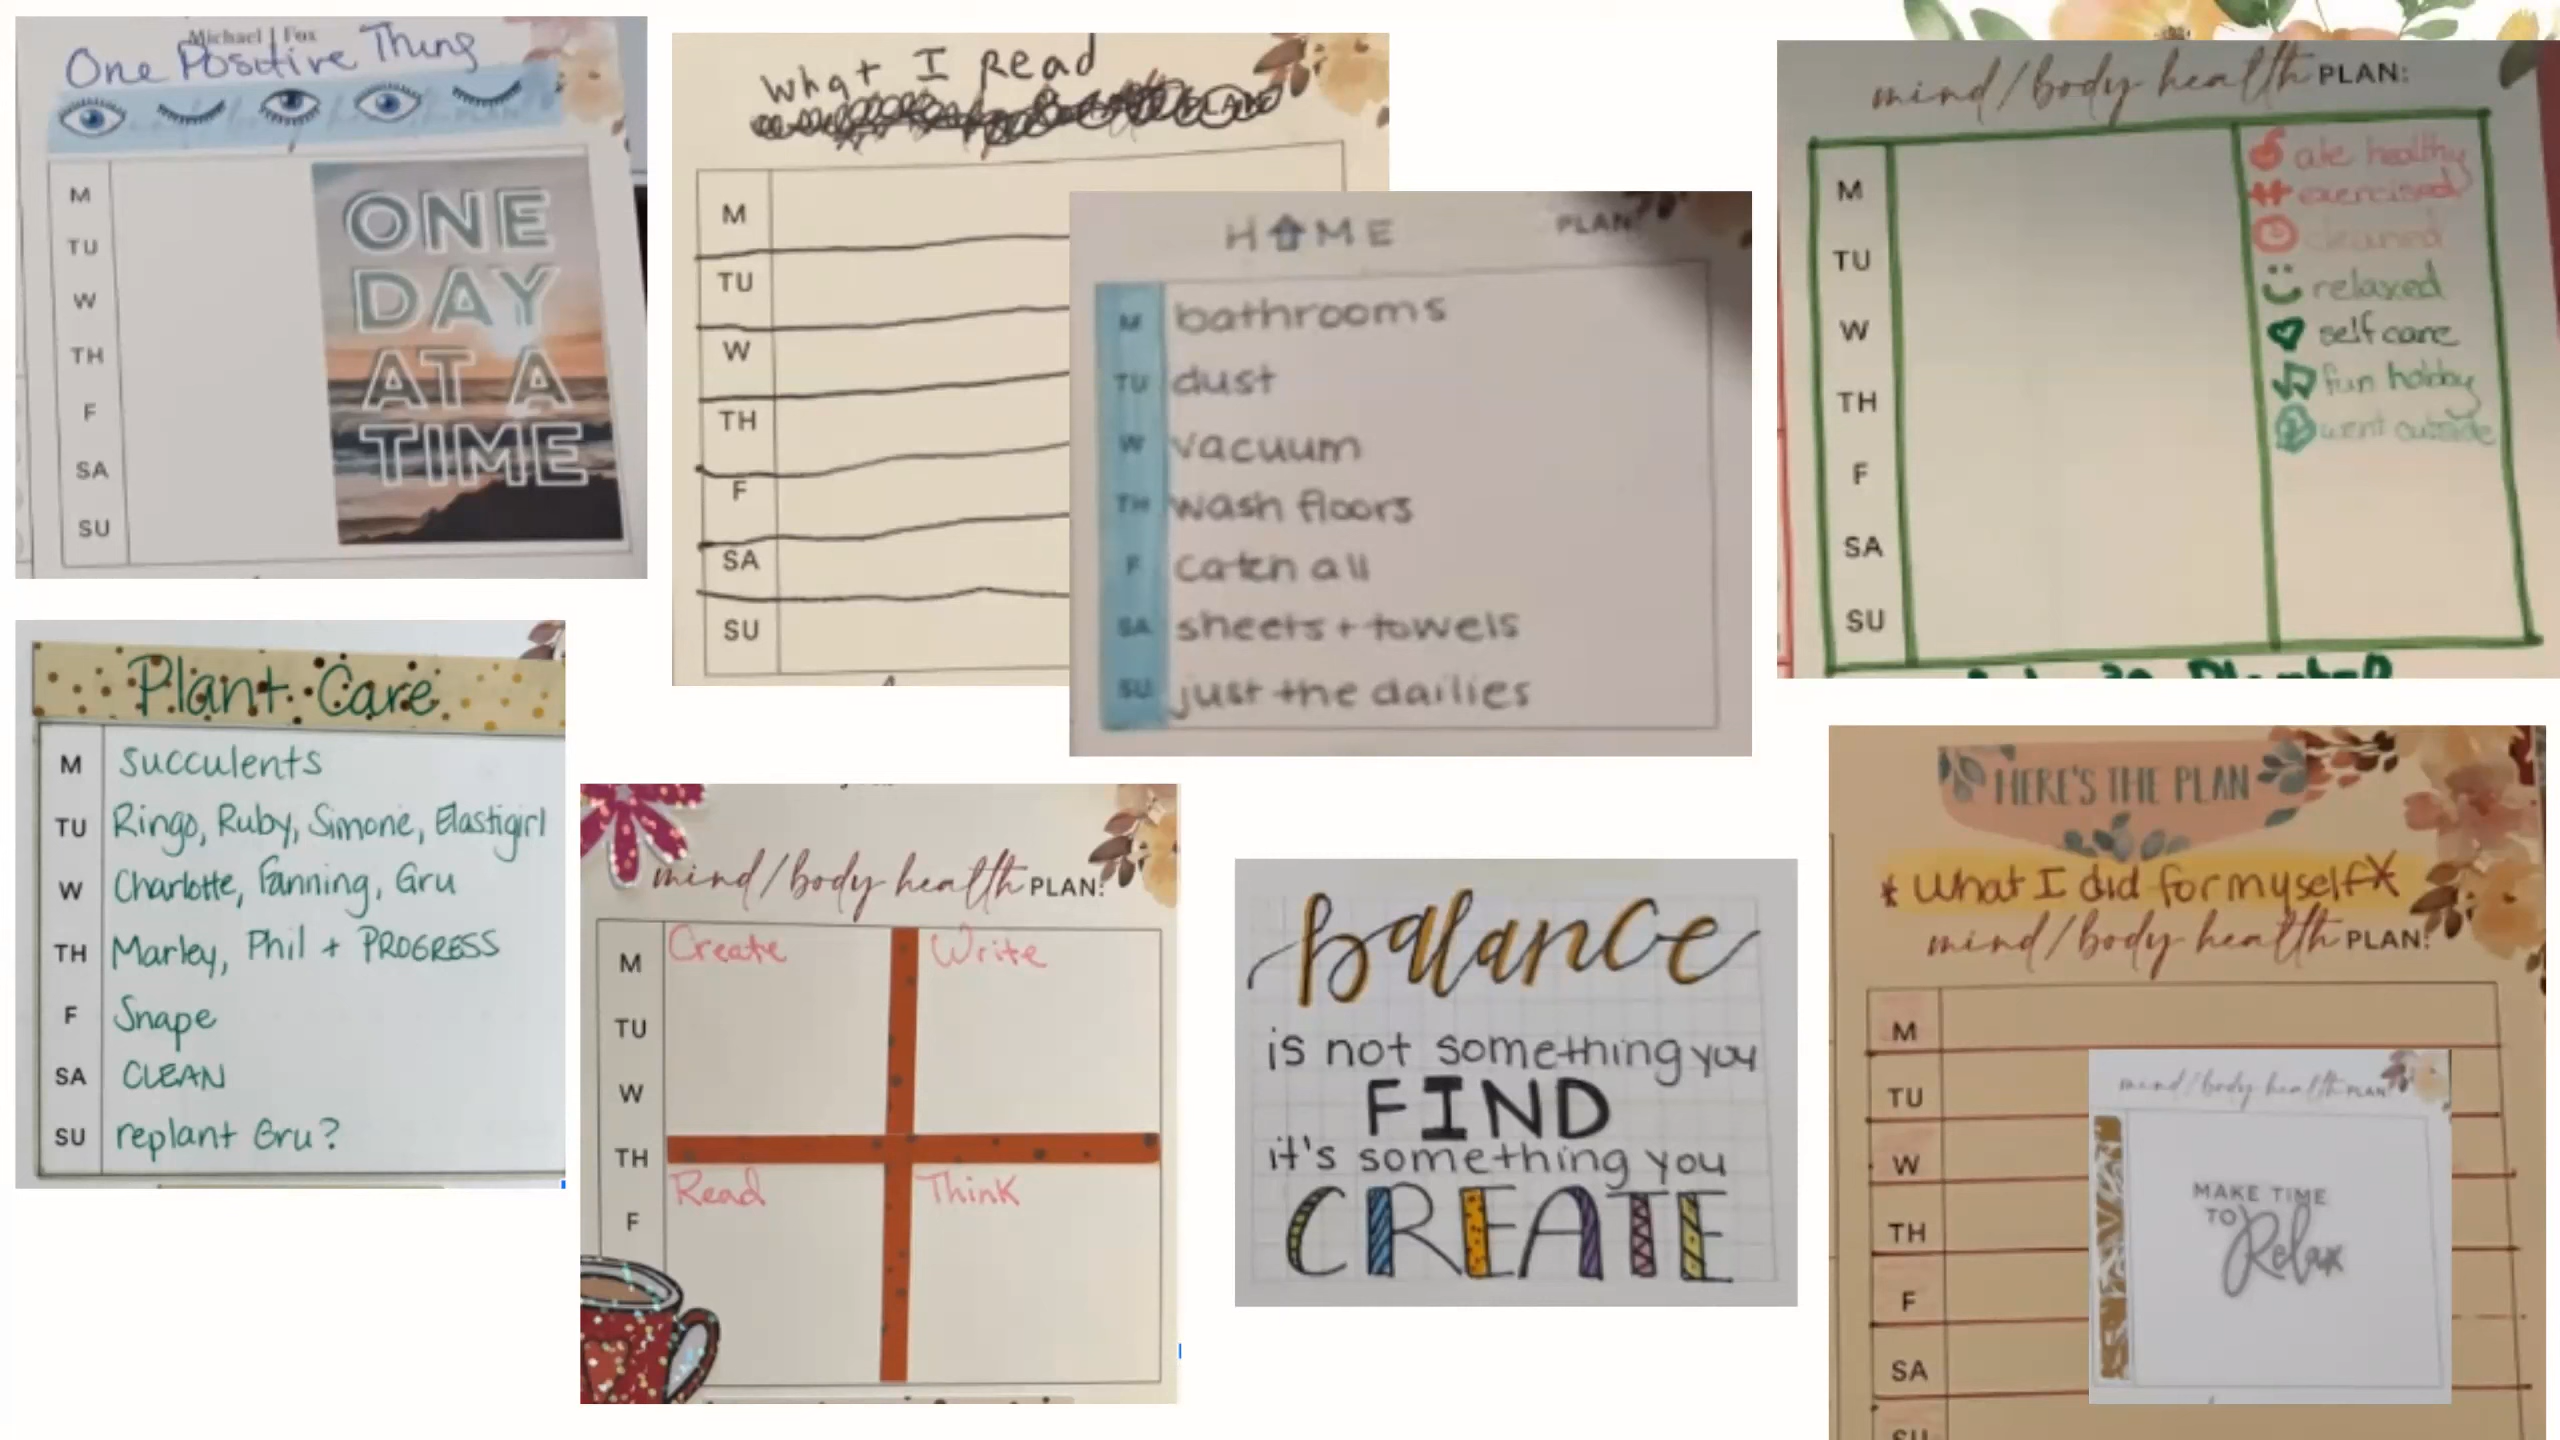 Michael J Fox
One Positive Thing
M
TU
W
TH
F
SA
SU
ONE
DAY
AT A
TIME
What I Read
M
TU
W
TH
F
SA
SU
HOME PLAN:
M bathrooms
TU dust
W vacuum
TH wash floors
F catch all
SA sheets + towels
SU just the dailies
mind/body health PLAN:
M
TU
W
TH
F
SA
SU
ate healthy
exercised
cleaned
relaxed
self care
fun hobby
went outside
Plant Care
M succulents
TU Ringo, Ruby, Simone, Elastigirl
W Charlotte, Fanning, Gru
TH Marley, Phil + PROGRESS
F Snape
SA CLEAN
SU replant Gru?
mind/body health PLAN:
M Create Write
TU
W
TH
Read Think
F
balance
is not something you
FIND
it's something you
CREATE
HERE'S THE PLAN
* What I did for myself *
mind/body health PLAN:
M
TU
W
TH
F
SA
SU
mind/body health PLAN
MAKE TIME
TO Relax